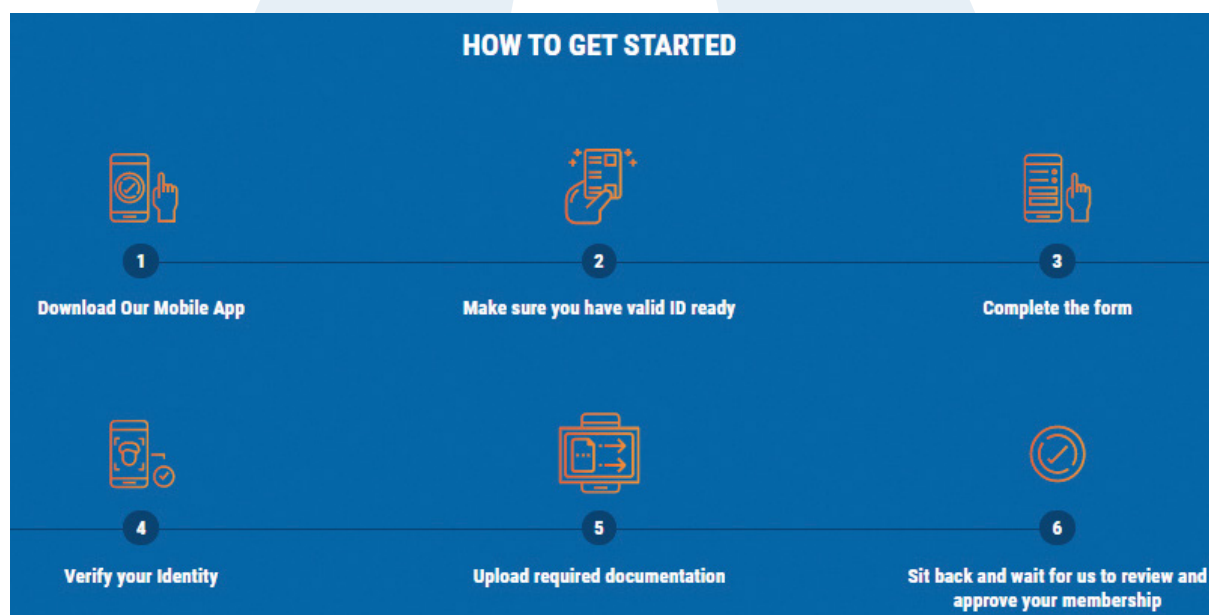 HOW TO GET STARTED
1
2
3
Download Our Mobile App
Make sure you have valid ID ready
Complete the form
4
5
6
Verify your Identity
Upload required documentation
Sit back and wait for us to review and
approve your membership